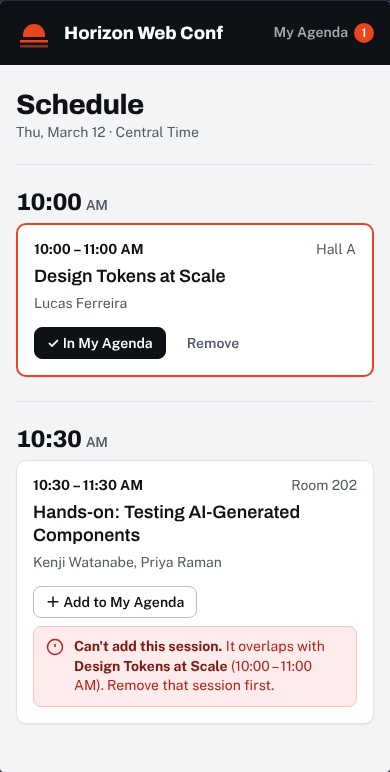 Horizon Web Conf
My Agenda 1
Schedule
Thu, March 12 · Central Time
10:00 AM
10:00 – 11:00 AM
Hall A
Design Tokens at Scale
Lucas Ferreira
✓ In My Agenda
Remove
10:30 AM
10:30 – 11:30 AM
Room 202
Hands-on: Testing AI-Generated
Components
Kenji Watanabe, Priya Raman
+ Add to My Agenda
Can't add this session. It overlaps with
Design Tokens at Scale (10:00 – 11:00
AM). Remove that session first.